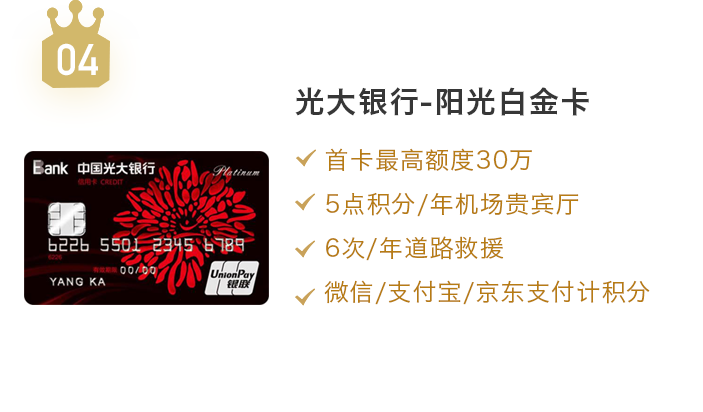 04
光大银行-阳光白金卡
首卡最高额度30万
5点积分/年机场贵宾厅
6次/年道路救援
微信/支付宝/京东支付计积分
Bank 中国光大银行
信用卡 CREDIT
Platinum
6226 5501 2345 6789
6226
00/00
YANG KA
UnionPay
银联